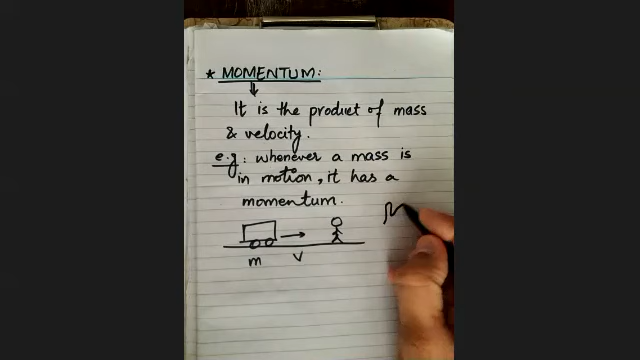 * MOMENTUM:
It is the product of mass
& velocity.
e.g: whenever a mass is
in motion, it has a
momentum.
m v